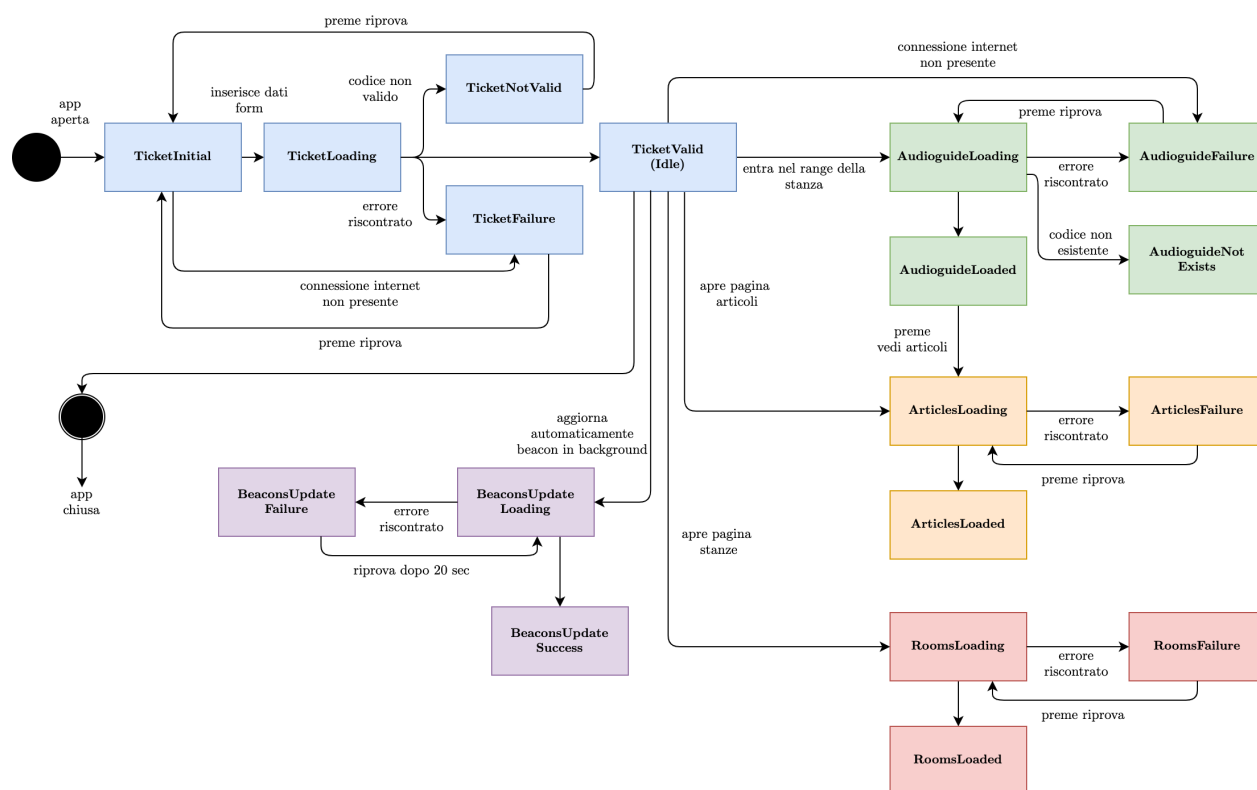 preme riprova
connessione internet
non presente
app
aperta
inserisce dati
form
codice non
valido
TicketNotValid
preme riprova
TicketInitial
TicketLoading
TicketValid
(Idle)
entra nel range della
stanza
AudioguideLoading
errore
riscontrato
AudioguideFailure
errore
riscontrato
TicketFailure
codice non
esistente
AudioguideNot
Exists
AudioguideLoaded
connessione internet
non presente
apre pagina
articoli
preme riprova
preme
vedi articoli
ArticlesLoading
errore
riscontrato
ArticlesFailure
preme riprova
aggiorna
automaticamente
beacon in background
app
chiusa
BeaconsUpdate
Failure
errore
riscontrato
BeaconsUpdate
Loading
ArticlesLoaded
apre pagina
stanze
riprova dopo 20 sec
BeaconsUpdate
Success
RoomsLoading
errore
riscontrato
RoomsFailure
preme riprova
RoomsLoaded